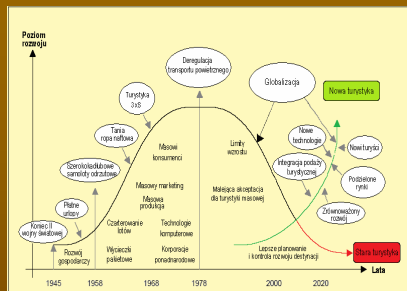 Poziom
rozwoju
Deregulacja
transportu powietrznego
Globalizacja
Nowa turystyka
Turystyka
3xS
Tania
ropa naftowa
Masowi
konsumenci
Limity
wzrostu
Nowe
technologie
Nowi turyści
Szerokokadłubowe
samoloty odrzutowe
Integracja podaży
turystycznej
Podzielone
rynki
Masowy marketing
Masowa
produkcja
Malejąca akceptacja
dla turystyki masowej
Płatne
urlopy
Zrównoważony
rozwój
Koniec II
wojny światowej
Czarterowanie
lotów
Technologie
komputerowe
Rozwój
gospodarczy
Wycieczki
pakietowe
Korporacje
ponadnarodowe
Lepsze planowanie
i kontrola rozwoju destynacji
Stara turystyka
Lata
1945
1958
1968
1978
2000
2020